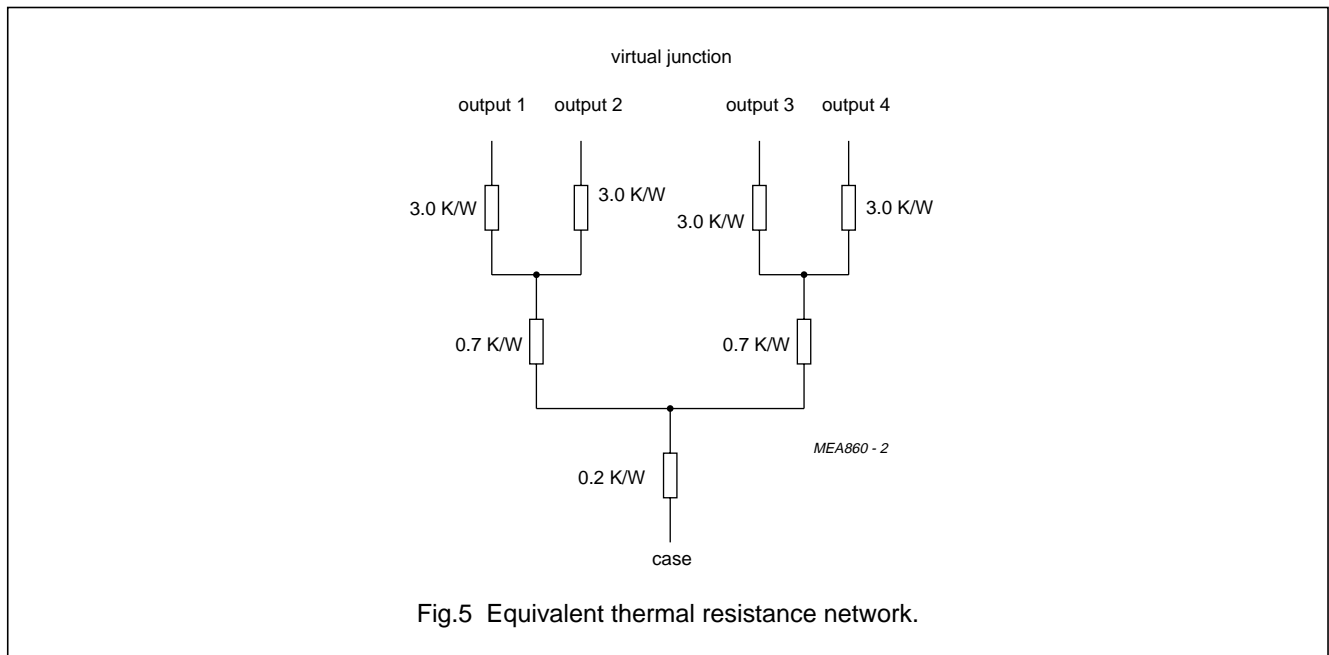 virtual junction
output 1 output 2 output 3 output 4
3.0 K/W 3.0 K/W 3.0 K/W 3.0 K/W
0.7 K/W 0.7 K/W
MEA860 - 2
0.2 K/W
case
Fig.5 Equivalent thermal resistance network.